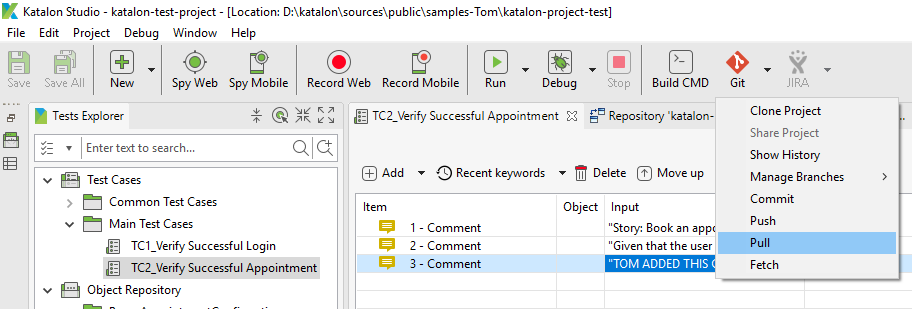 Katalon Studio - katalon-test-project - [Location: D:\katalon\sources\public\samples-Tom\katalon-project-test]
File Edit Project Debug Window Help
Save Save All New Spy Web Spy Mobile Record Web Record Mobile Run Debug Stop Build CMD Git JIRA
Tests Explorer
Enter text to search...
Test Cases
Common Test Cases
Main Test Cases
TC1_Verify Successful Login
TC2_Verify Successful Appointment
Object Repository
TC2_Verify Successful Appointment Repository 'katalon-
Add Recent keywords Delete Move up
Item Object Input
1 - Comment "Story: Book an appo
2 - Comment "Given that the user
3 - Comment "TOM ADDED THIS C
Clone Project
Share Project
Show History
Manage Branches
Commit
Push
Pull
Fetch